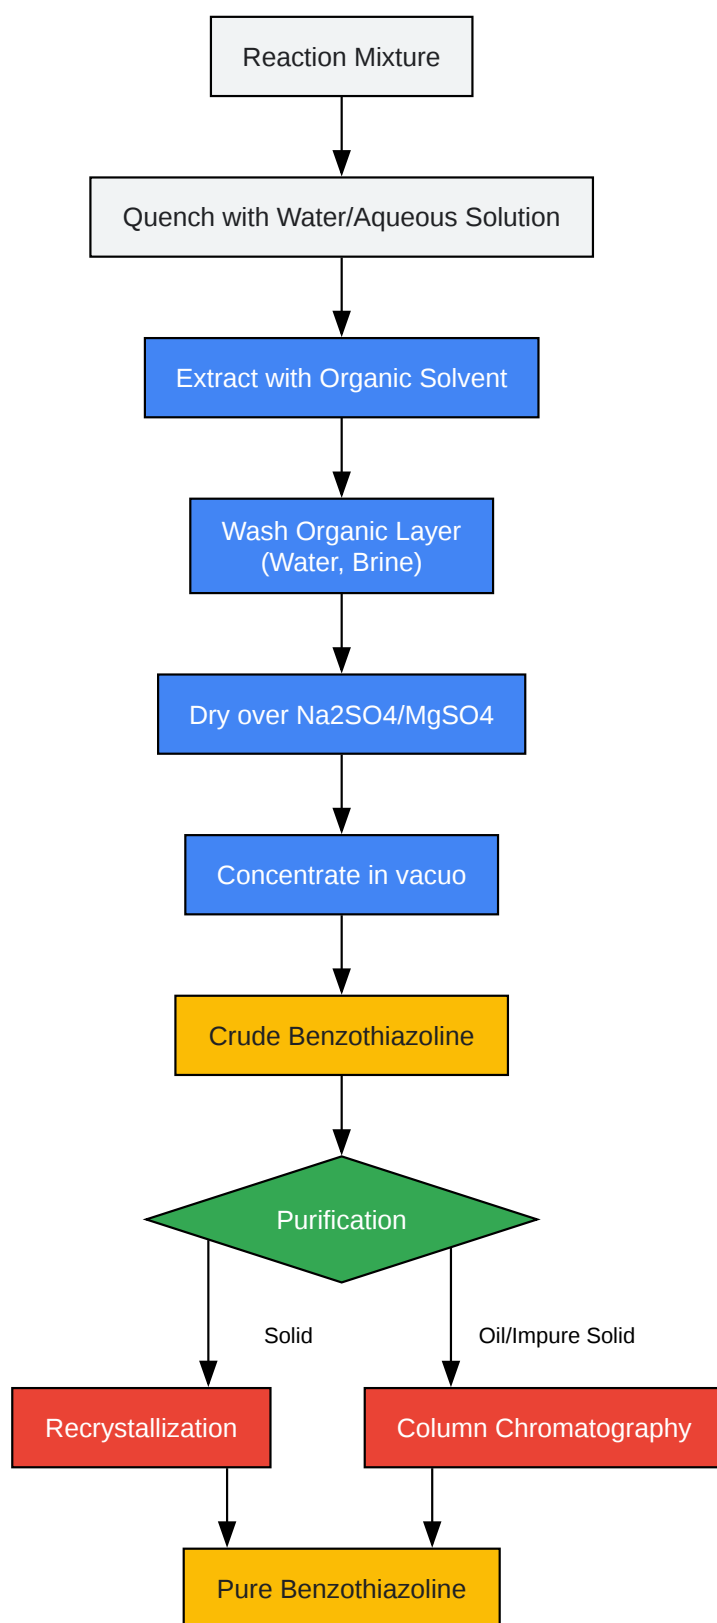 Reaction Mixture
Quench with Water/Aqueous Solution
Extract with Organic Solvent
Wash Organic Layer
(Water, Brine)
Dry over Na2SO4/MgSO4
Concentrate in vacuo
Crude Benzothiazoline
Purification
Solid
Oil/Impure Solid
Recrystallization
Column Chromatography
Pure Benzothiazoline